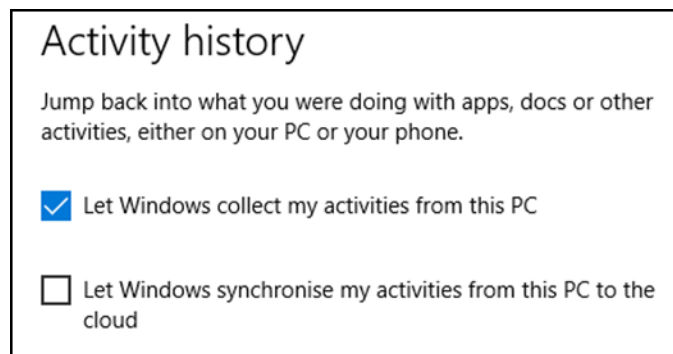 Activity history
Jump back into what you were doing with apps, docs or other
activities, either on your PC or your phone.
Let Windows collect my activities from this PC
Let Windows synchronise my activities from this PC to the
cloud